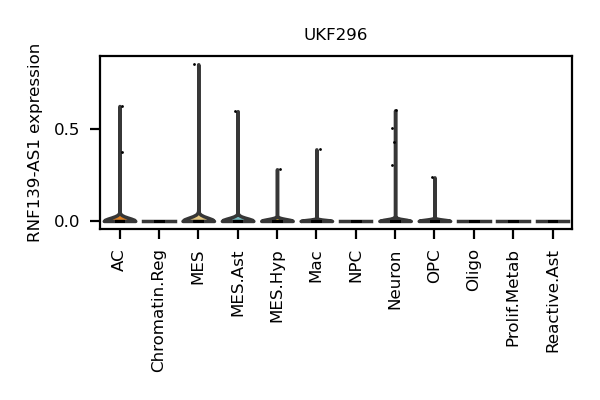 UKF296
RNF139-AS1 expression
0.5
0.0
AC
Chromatin.Reg
MES
MES.Ast
MES.Hyp
Mac
NPC
Neuron
OPC
Oligo
Prolif.Metab
Reactive.Ast